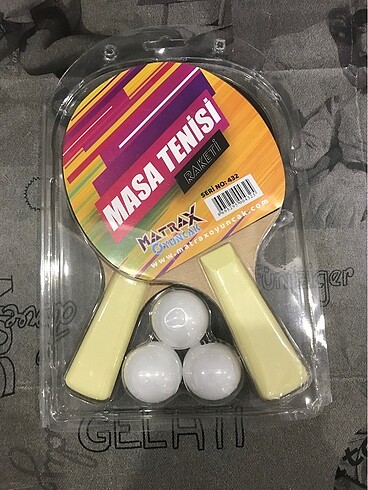 MASA TENİSİ
RAKETİ
SERİ NO: 432
MATRAX
OYUNCAK
www.matraxoyuncak.com
GELATI